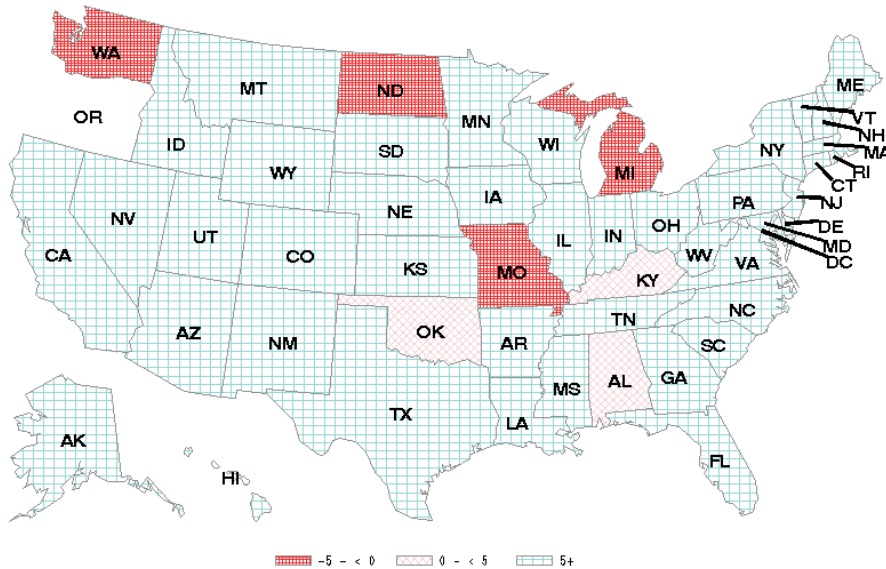 WA
MT
ND
ME
OR
MN
VT
ID
NH
SD
WI
NY
MA
WY
RI
MI
CT
IA
PA
NJ
NE
NV
OH
DE
UT
IL
IN
CA
CO
MD
WV
KS
MO
VA
DC
KY
NC
TN
AZ
OK
NM
AR
SC
MS
AL
GA
TX
LA
AK
FL
HI
-5 - < 0
0 - < 5
5+